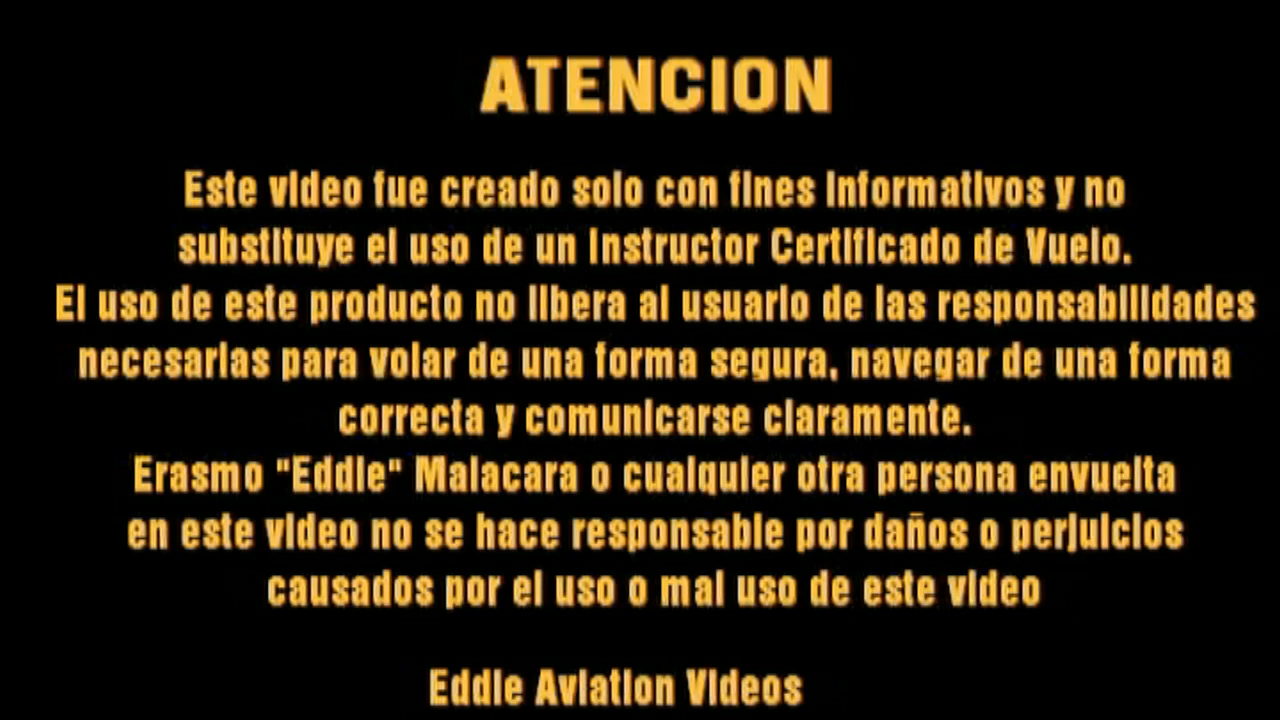 ATENCION
Este video fue creado solo con fines informativos y no
substituye el uso de un Instructor Certificado de Vuelo.
El uso de este producto no libera al usuario de las responsabilidades
necesarias para volar de una forma segura, navegar de una forma
correcta y comunicarse claramente.
Erasmo "Eddie" Malacara o cualquier otra persona envuelta
en este video no se hace responsable por daños o perjuicios
causados por el uso o mal uso de este video
Eddie Aviation Videos